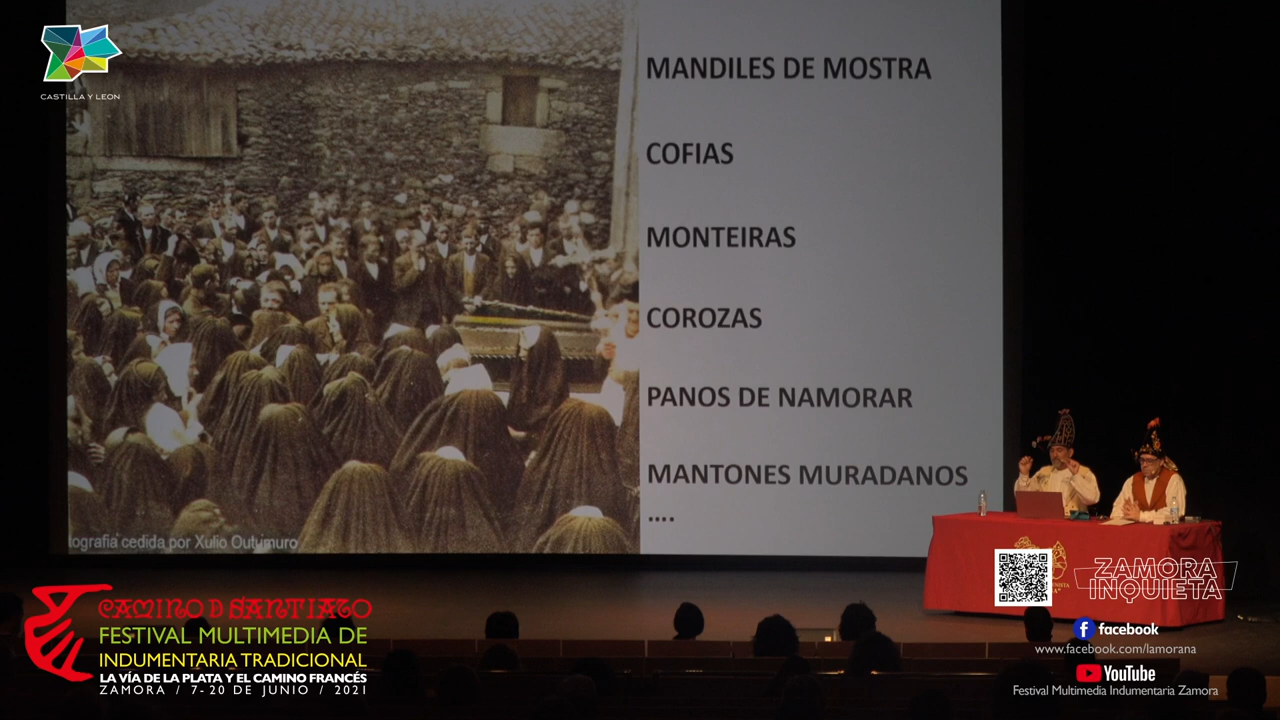 CASTILLA Y LEON
MANDILES DE MOSTRA
COFIAS
MONTEIRAS
COROZAS
PANOS DE NAMORAR
MANTONES MURADANOS
....
tografia cedida por Xulio Outumuro
CAMINO D SANTIAGO
FESTIVAL MULTIMEDIA DE
INDUMENTARIA TRADICIONAL
LA VÍA DE LA PLATA Y EL CAMINO FRANCÉS
ZAMORA / 7-20 DE JUNIO / 2021
ZAMORA
INQUIETA
facebook
www.facebook.com/lamorana
YouTube
Festival Multimedia Indumentaria Zamora